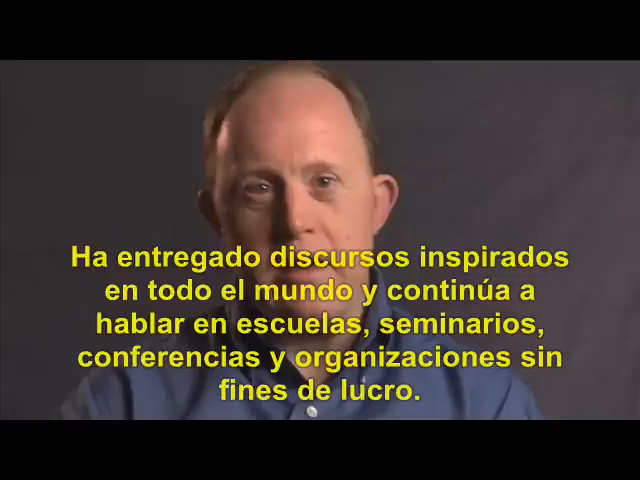 Ha entregado discursos inspirados
en todo el mundo y continúa a
hablar en escuelas, seminarios,
conferencias y organizaciones sin
fines de lucro.